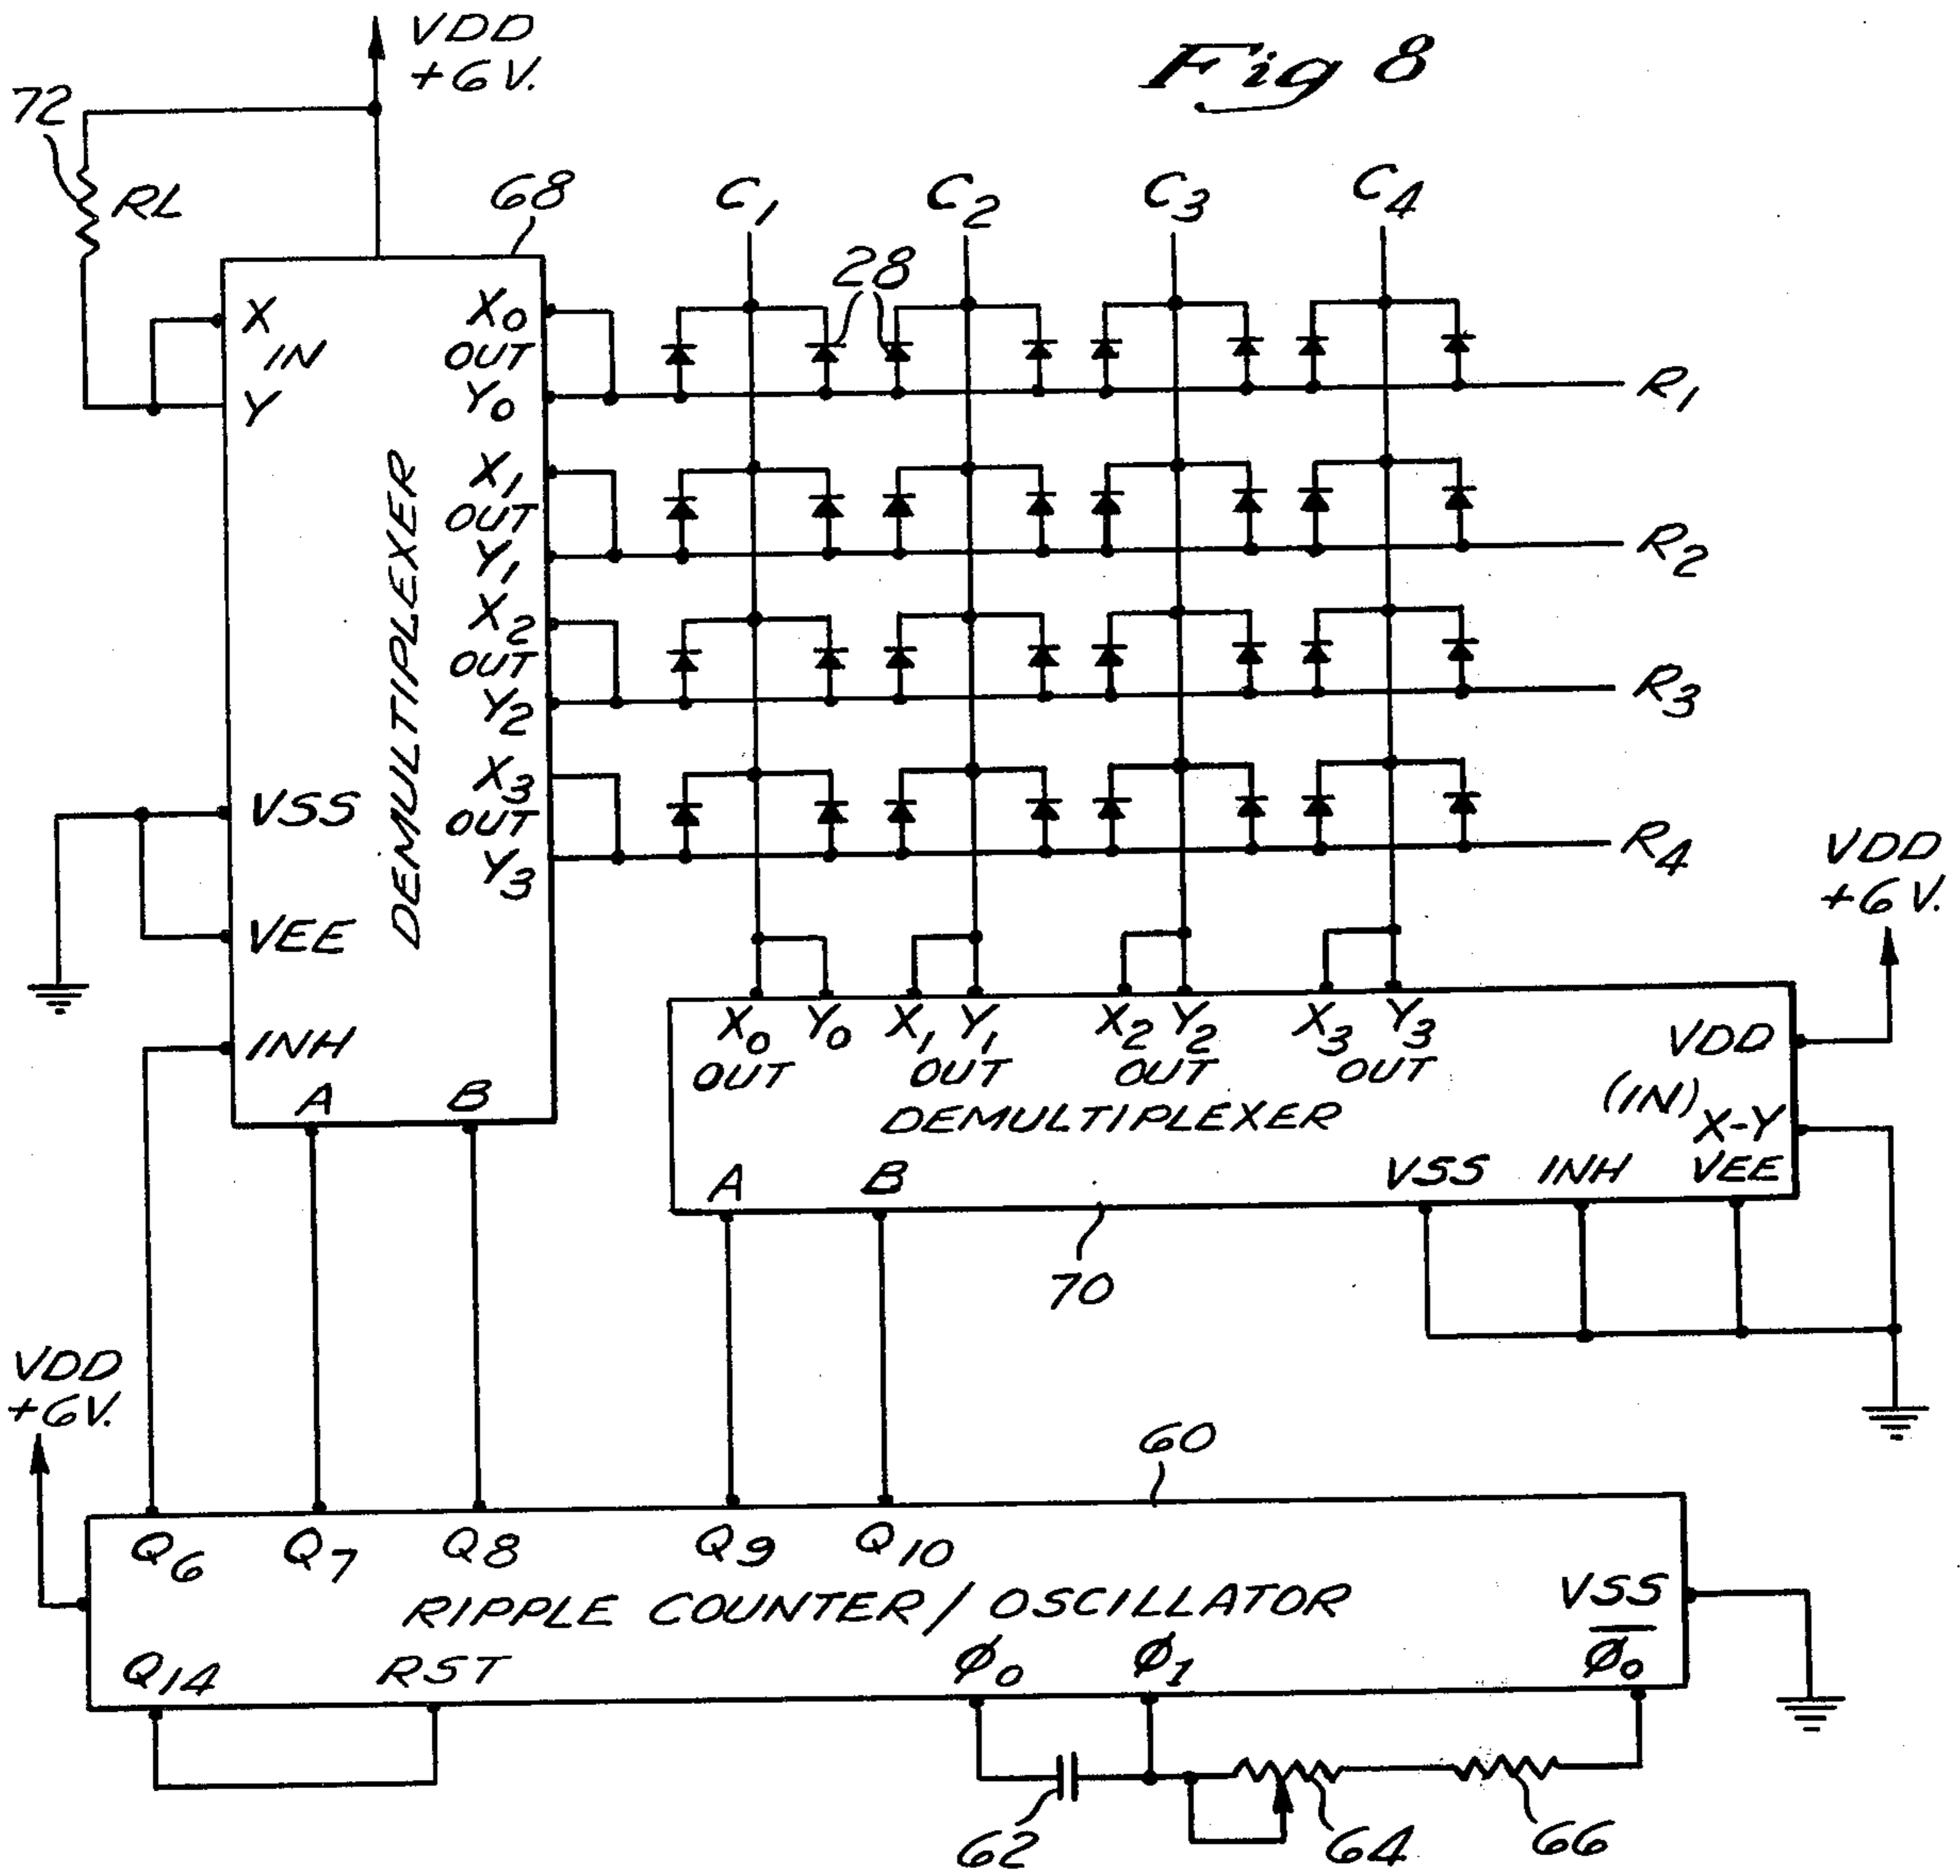 Fig 8
VDD
+6V.
72
RL
68
C1
C2
C3
C4
28
X
IN
Y
X0
OUT
Y0
X1
OUT
Y1
X2
OUT
Y2
X3
OUT
Y3
DEMULTIPLEXER
VSS
VEE
INH
A
B
R1
R2
R3
R4
VDD
+6V.
X0 Y0 X1 Y1 X2 Y2 X3 Y3
OUT OUT OUT OUT
VDD
(IN)
X-Y
DEMULTIPLEXER
A B VSS INH VEE
70
VDD
+6V.
60
Q6 Q7 Q8 Q9 Q10
RIPPLE COUNTER/OSCILLATOR
VSS
Q14 RST ϕ0 ϕ1 ϕ̅0
62
64
66